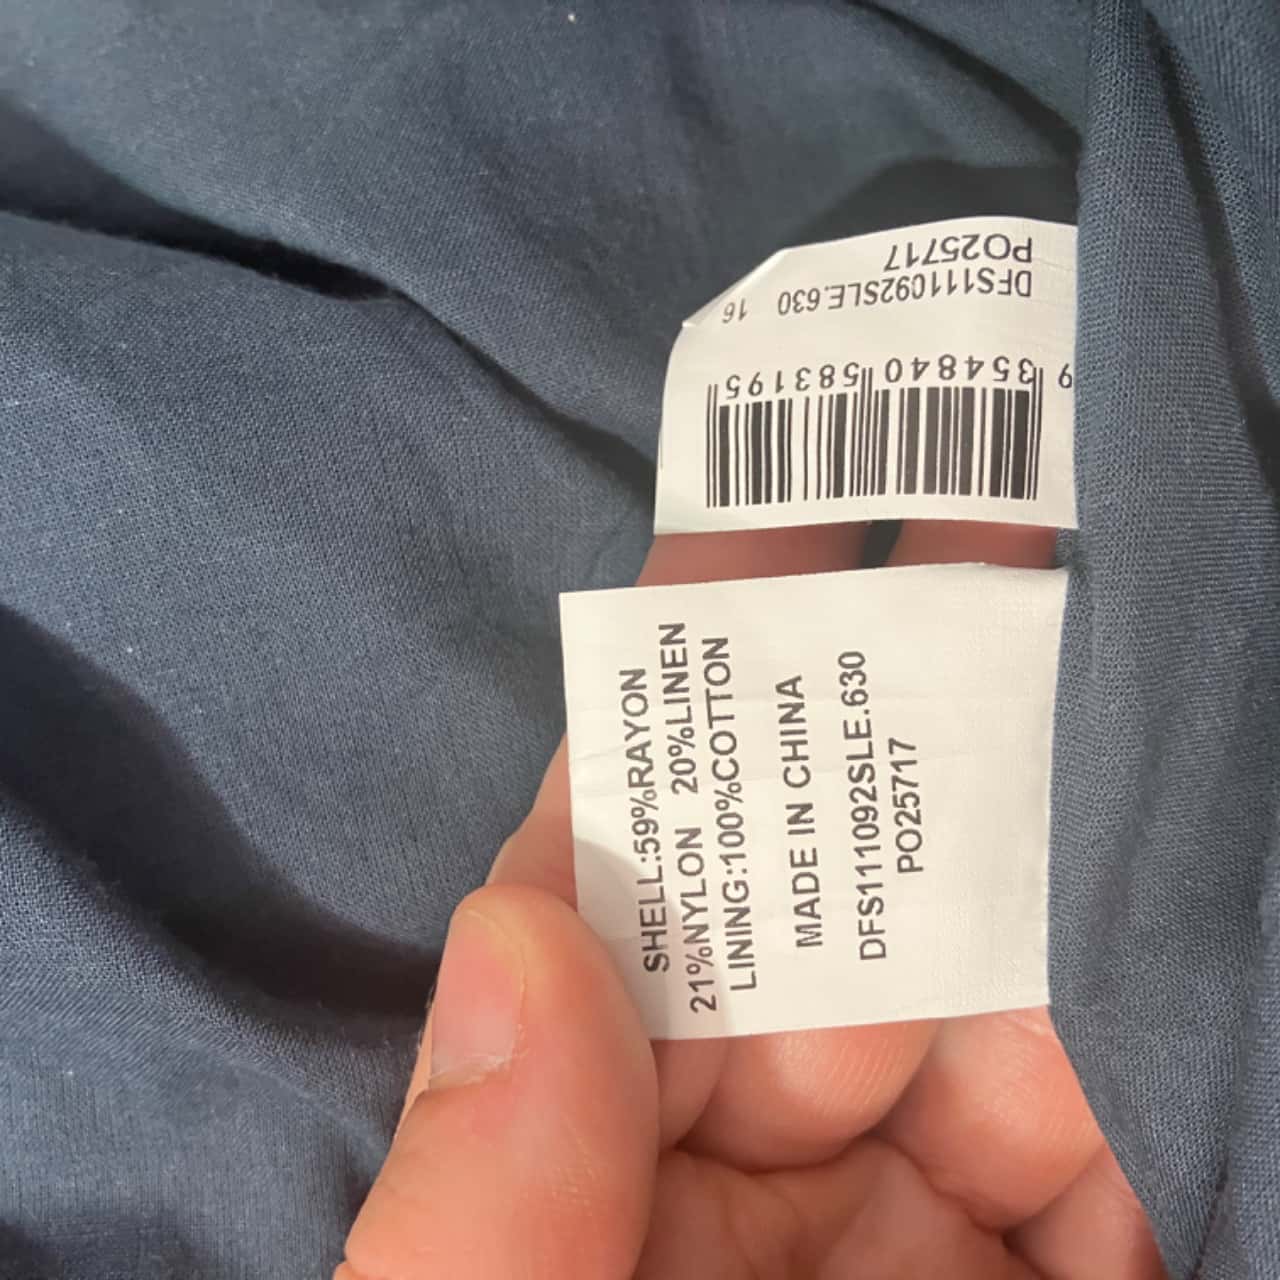 PO25717
DFS111092SLE.630 16
9 354840 583195
SHELL:59%RAYON
21%NYLON 20%LINEN
LINING:100%COTTON
MADE IN CHINA
DFS111092SLE.630
PO25717